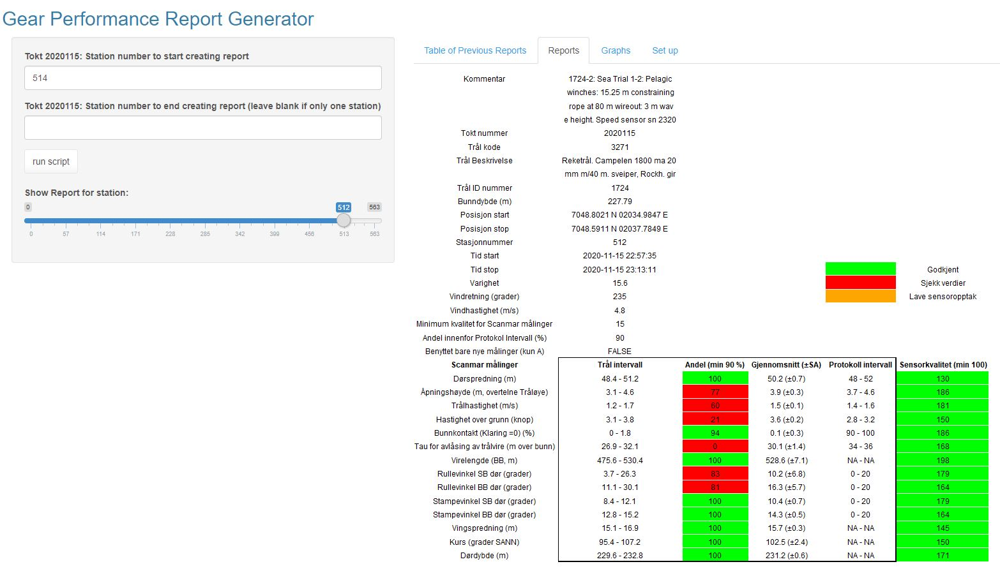 Gear Performance Report Generator
Tokt 2020115: Station number to start creating report
514
Tokt 2020115: Station number to end creating report (leave blank if only one station)
run script
Show Report for station:
0 512 563
0 57 114 171 228 285 342 399 456 513 563
Table of Previous Reports Reports Graphs Set up
Kommentar 1724-2: Sea Trial 1-2: Pelagic
winches: 15.25 m constraining
rope at 80 m wireout: 3 m wav
e height. Speed sensor sn 2320
Tokt nummer 2020115
Trål kode 3271
Trål Beskrivelse Reketrål. Campelen 1800 ma 20
mm m/40 m. sveiper, Rockh. gir
Trål ID nummer 1724
Bunndybde (m) 227.79
Posisjon start 7048.8021 N 02034.9847 E
Posisjon stop 7048.5911 N 02037.7849 E
Stasjonnummer 512
Tid start 2020-11-15 22:57:35
Tid stop 2020-11-15 23:13:11 Godkjent
Varighet 15.6 Sjekk verdier
Vindretning (grader) 235 Lave sensoropptak
Vindhastighet (m/s) 4.8
Minimum kvalitet for Scanmar målinger 15
Andel innenfor Protokol Intervall (%) 90
Benyttet bare nye målinger (kun A) FALSE
Scanmar målinger Trål intervall Andel (min 90 %) Gjennomsnitt (±SA) Protokoll intervall Sensorkvalitet (min 100)
Dørspredning (m) 48.4 - 51.2 100 50.2 (±0.7) 48 - 52 130
Åpningshøyde (m, overtelne Tråløye) 3.1 - 4.6 77 3.9 (±0.3) 3.7 - 4.6 186
Trålhastighet (m/s) 1.2 - 1.7 60 1.5 (±0.1) 1.4 - 1.6 181
Hastighet over grunn (knop) 3.1 - 3.8 21 3.6 (±0.2) 2.8 - 3.2 150
Bunnkontakt (Klaring =0) (%) 0 - 1.8 94 0.1 (±0.3) 90 - 100 186
Tau for avlåsing av trålvire (m over bunn) 26.9 - 32.1 0 30.1 (±1.4) 34 - 36 168
Virelengde (BB, m) 475.6 - 530.4 100 528.6 (±7.1) NA - NA 198
Rullevinkel SB dør (grader) 3.7 - 26.3 83 10.2 (±6.8) 0 - 20 179
Rullevinkel BB dør (grader) 11.1 - 30.1 81 16.3 (±5.7) 0 - 20 164
Stampevinkel SB dør (grader) 8.4 - 12.1 100 10.4 (±0.7) 0 - 20 179
Stampevinkel BB dør (grader) 12.8 - 15.2 100 14.3 (±0.5) 0 - 20 164
Vingspredning (m) 15.1 - 16.9 100 15.7 (±0.3) NA - NA 145
Kurs (grader SANN) 95.4 - 107.2 100 102.5 (±2.4) NA - NA 150
Dørdybde (m) 229.6 - 232.8 100 231.2 (±0.6) NA - NA 171